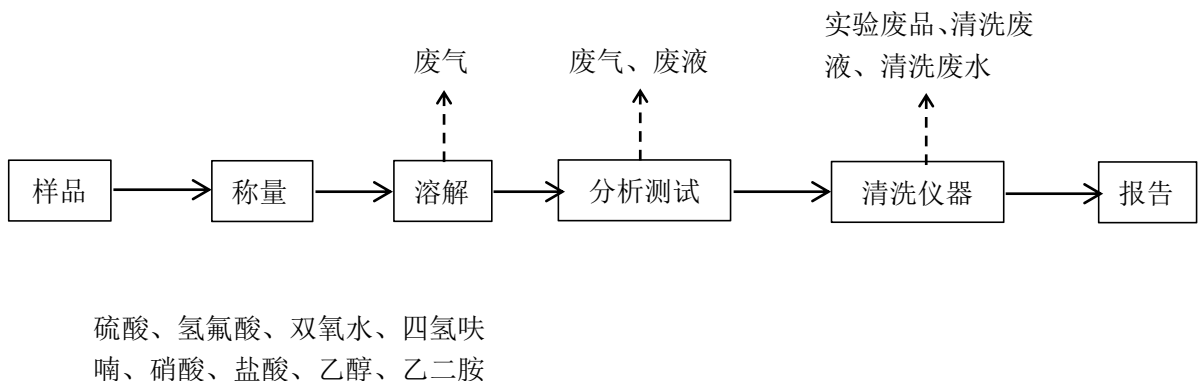 实验废品、清洗废
液、清洗废水
废气
废气、废液
样品
称量
溶解
分析测试
清洗仪器
报告
硫酸、氢氟酸、双氧水、四氢呋
喃、硝酸、盐酸、乙醇、乙二胺